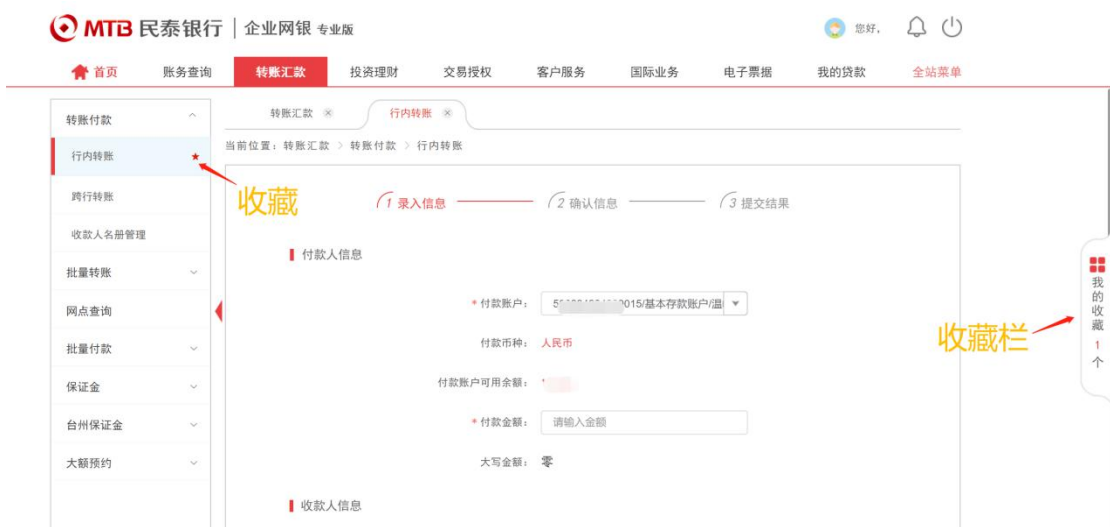 MTB 民泰银行 | 企业网银 专业版
您好,
首页 账务查询 转账汇款 投资理财 交易授权 客户服务 国际业务 电子票据 我的贷款 全站菜单
转账付款
行内转账
跨行转账
收款人名册管理
批量转账
网点查询
批量付款
保证金
台州保证金
大额预约
转账汇款 行内转账
当前位置：转账汇款 > 转账付款 > 行内转账
收藏
1 录入信息 2 确认信息 3 提交结果
付款人信息
* 付款账户： 015/基本存款账户/温
付款币种： 人民币
付款账户可用余额：
* 付款金额： 请输入金额
大写金额： 零
收款人信息
收藏栏
我的收藏 1 个